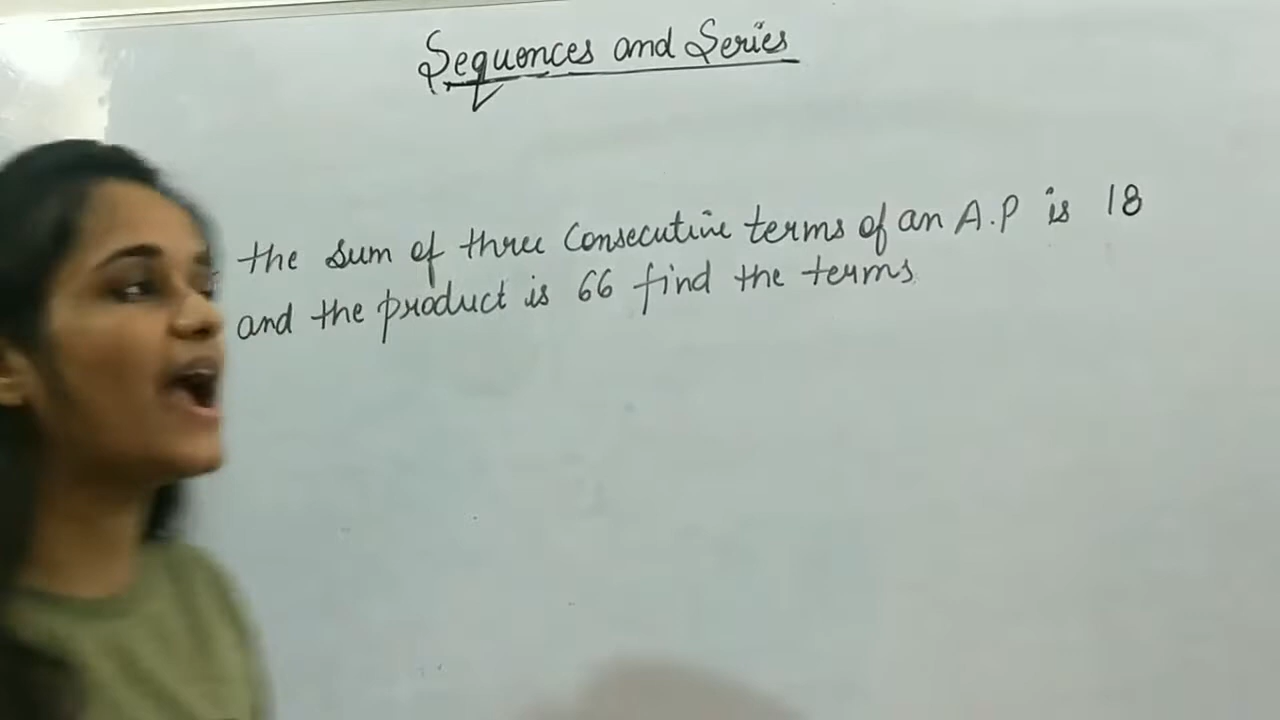 Sequences and Series
the sum of three Consecutive terms of an A.P is 18
and the product is 66 find the terms.